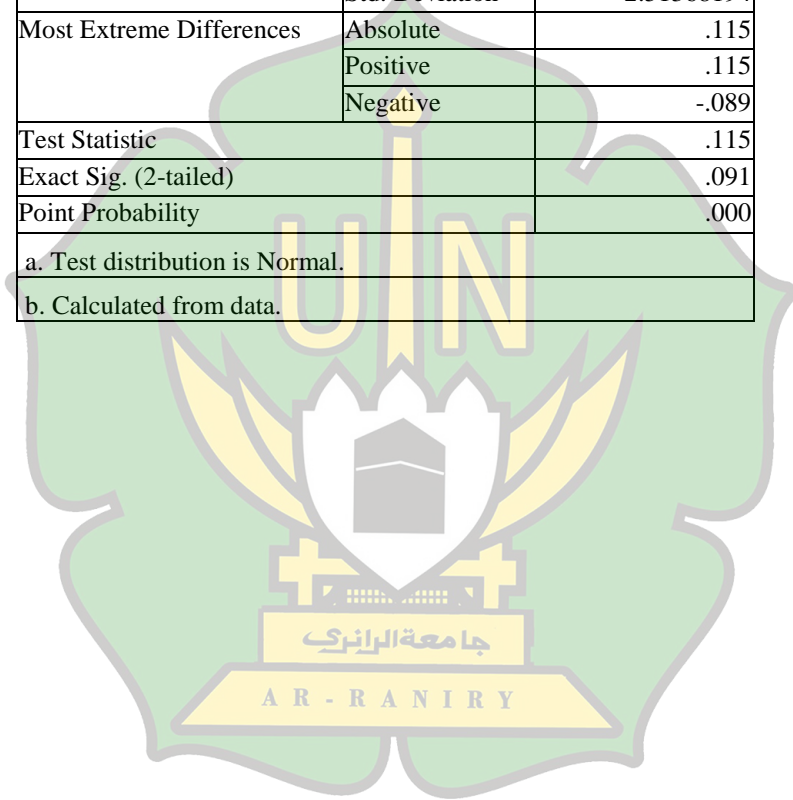 Most Extreme Differences Absolute .115
Positive .115
Negative -.089
Test Statistic .115
Exact Sig. (2-tailed) .091
Point Probability .000
a. Test distribution is Normal.
b. Calculated from data.
UIN
جامعةالرانري
AR-RANIRY